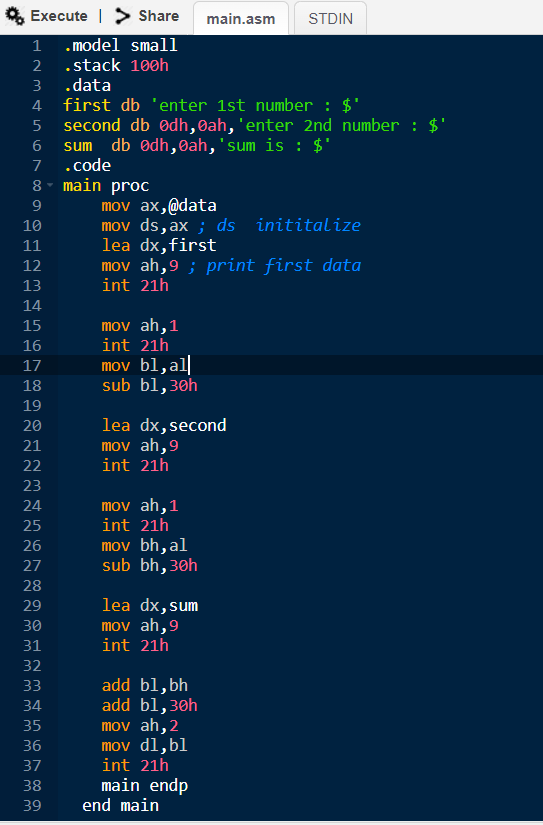 Execute | Share main.asm STDIN
1 .model small
2 .stack 100h
3 .data
4 first db 'enter 1st number : $'
5 second db 0dh,0ah,'enter 2nd number : $'
6 sum  db 0dh,0ah,'sum is : $'
7 .code
8 main proc
9     mov ax,@data
10     mov ds,ax ; ds  inititalize
11     lea dx,first
12     mov ah,9 ; print first data
13     int 21h
14
15     mov ah,1
16     int 21h
17     mov bl,al
18     sub bl,30h
19
20     lea dx,second
21     mov ah,9
22     int 21h
23
24     mov ah,1
25     int 21h
26     mov bh,al
27     sub bh,30h
28
29     lea dx,sum
30     mov ah,9
31     int 21h
32
33     add bl,bh
34     add bl,30h
35     mov ah,2
36     mov dl,bl
37     int 21h
38     main endp
39   end main